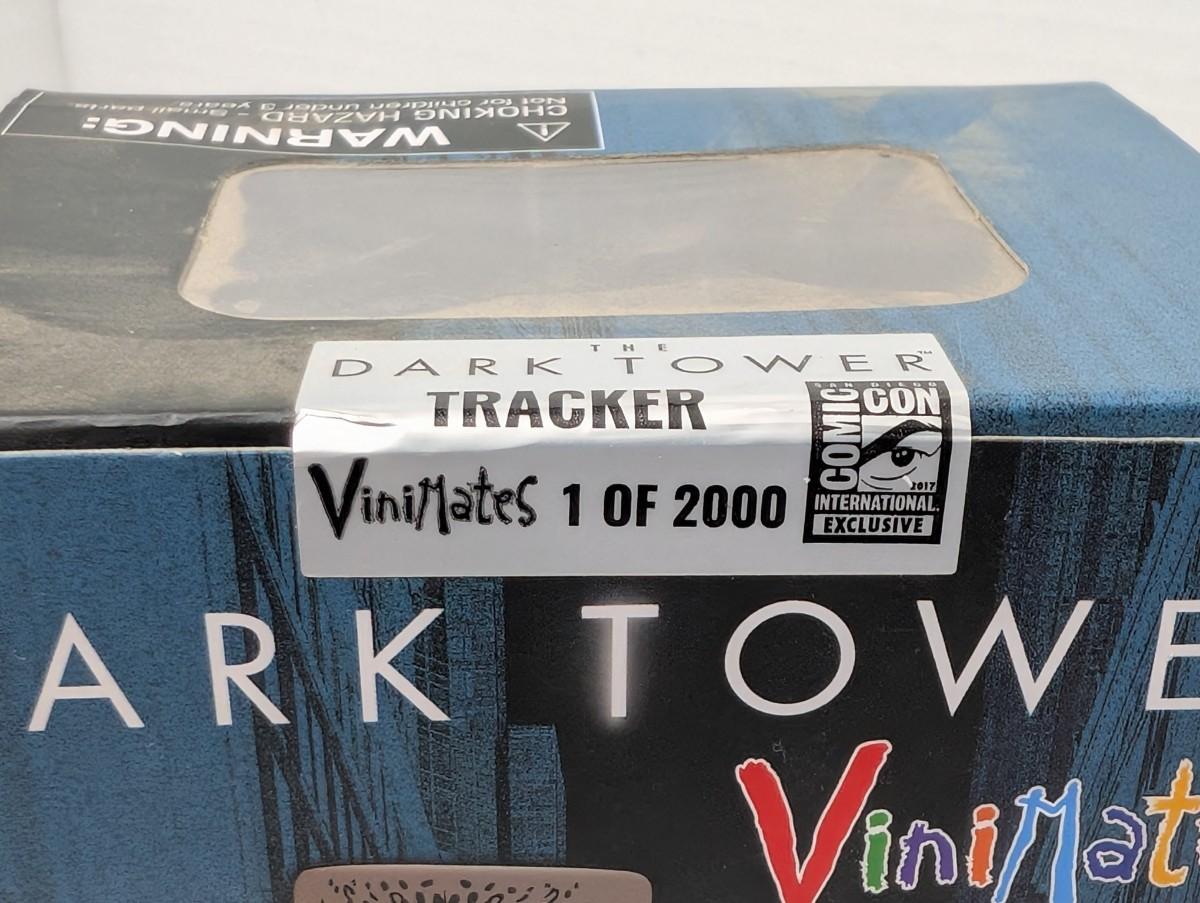 WARNING:
CHOKING HAZARD - Small parts.
Not for children under 3 years.
THE
DARK TOWER™
TRACKER
ViniMates 1 OF 2000
SAN DIEGO
COMIC CON
2017
INTERNATIONAL®
EXCLUSIVE
ARK TOWE
ViniMat